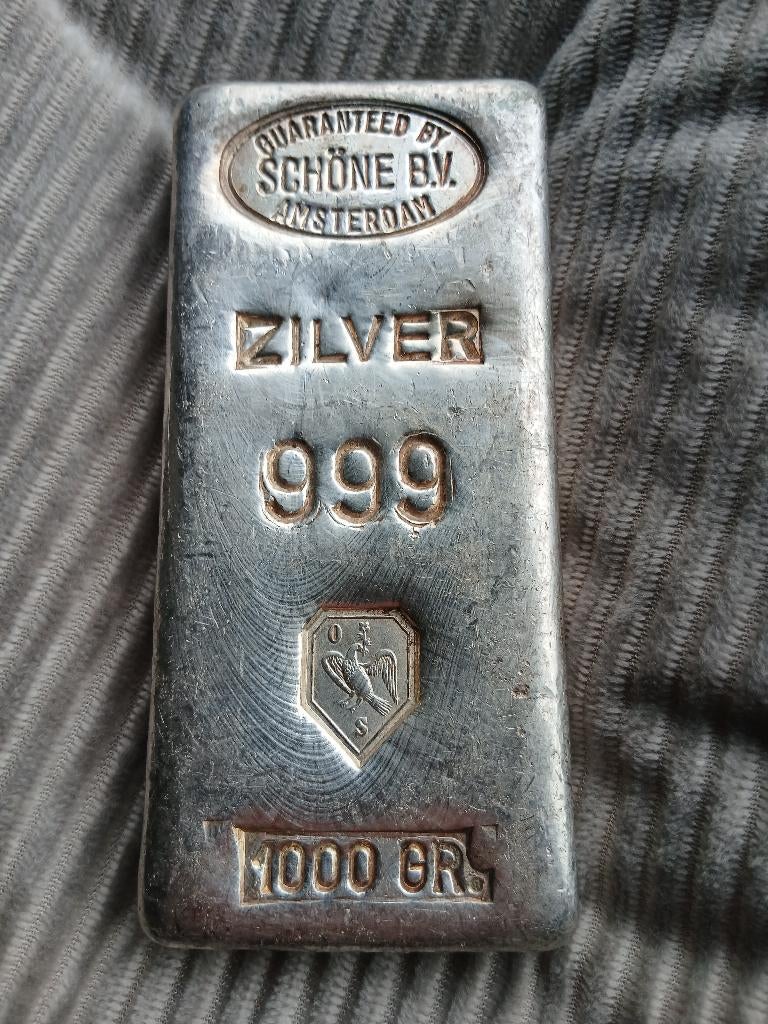 GUARANTEED BY
SCHÖNE B.V.
AMSTERDAM
ZILVER
999
O
S
1000 GR.